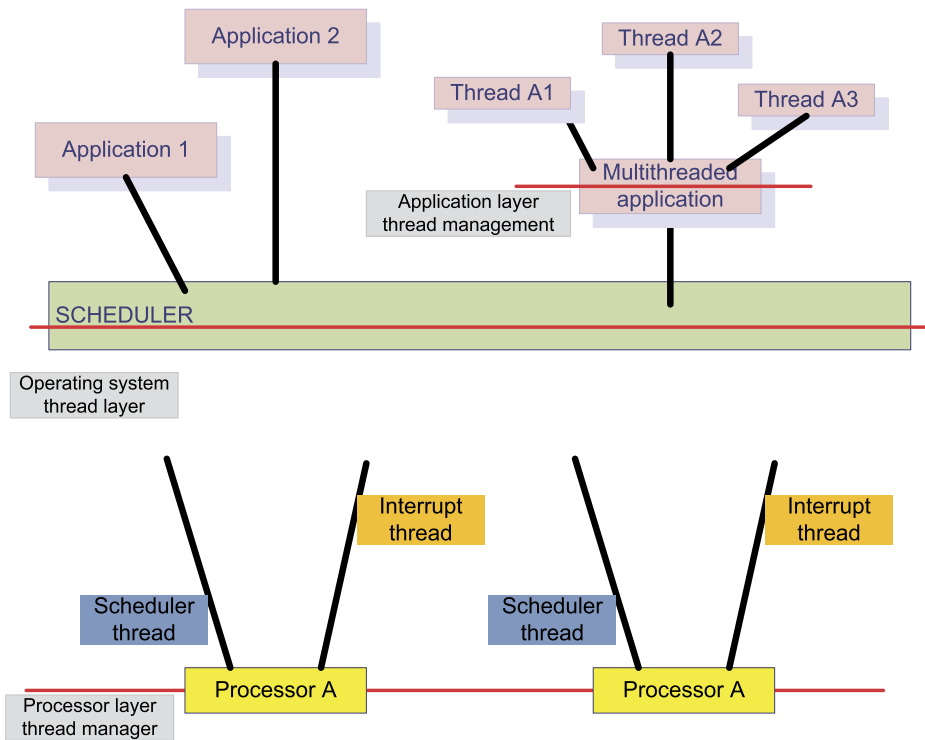 Application 2
Thread A2
Thread A1
Thread A3
Application 1
Multithreaded
application
Application layer
thread management
SCHEDULER
Operating system
thread layer
Interrupt
thread
Interrupt
thread
Scheduler
thread
Scheduler
thread
Processor A
Processor A
Processor layer
thread manager